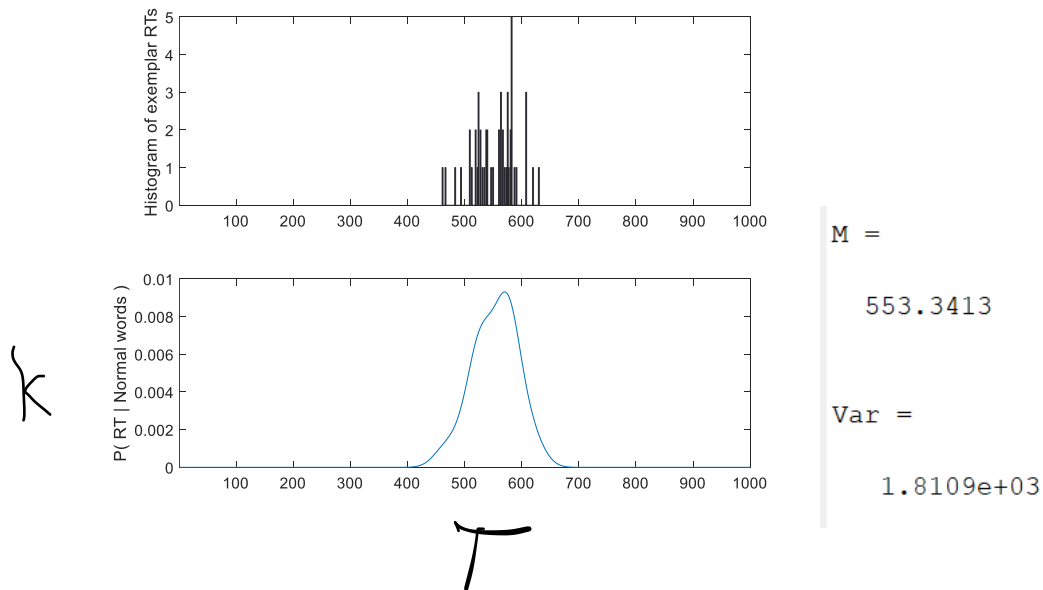 Histogram of exemplar RTs
5
4
3
2
1
0
100 200 300 400 500 600 700 800 900 1000
P( RT | Normal words )
0.01
0.008
0.006
0.004
0.002
0
100 200 300 400 500 600 700 800 900 1000
K
T
M =
553.3413
Var =
1.8109e+03